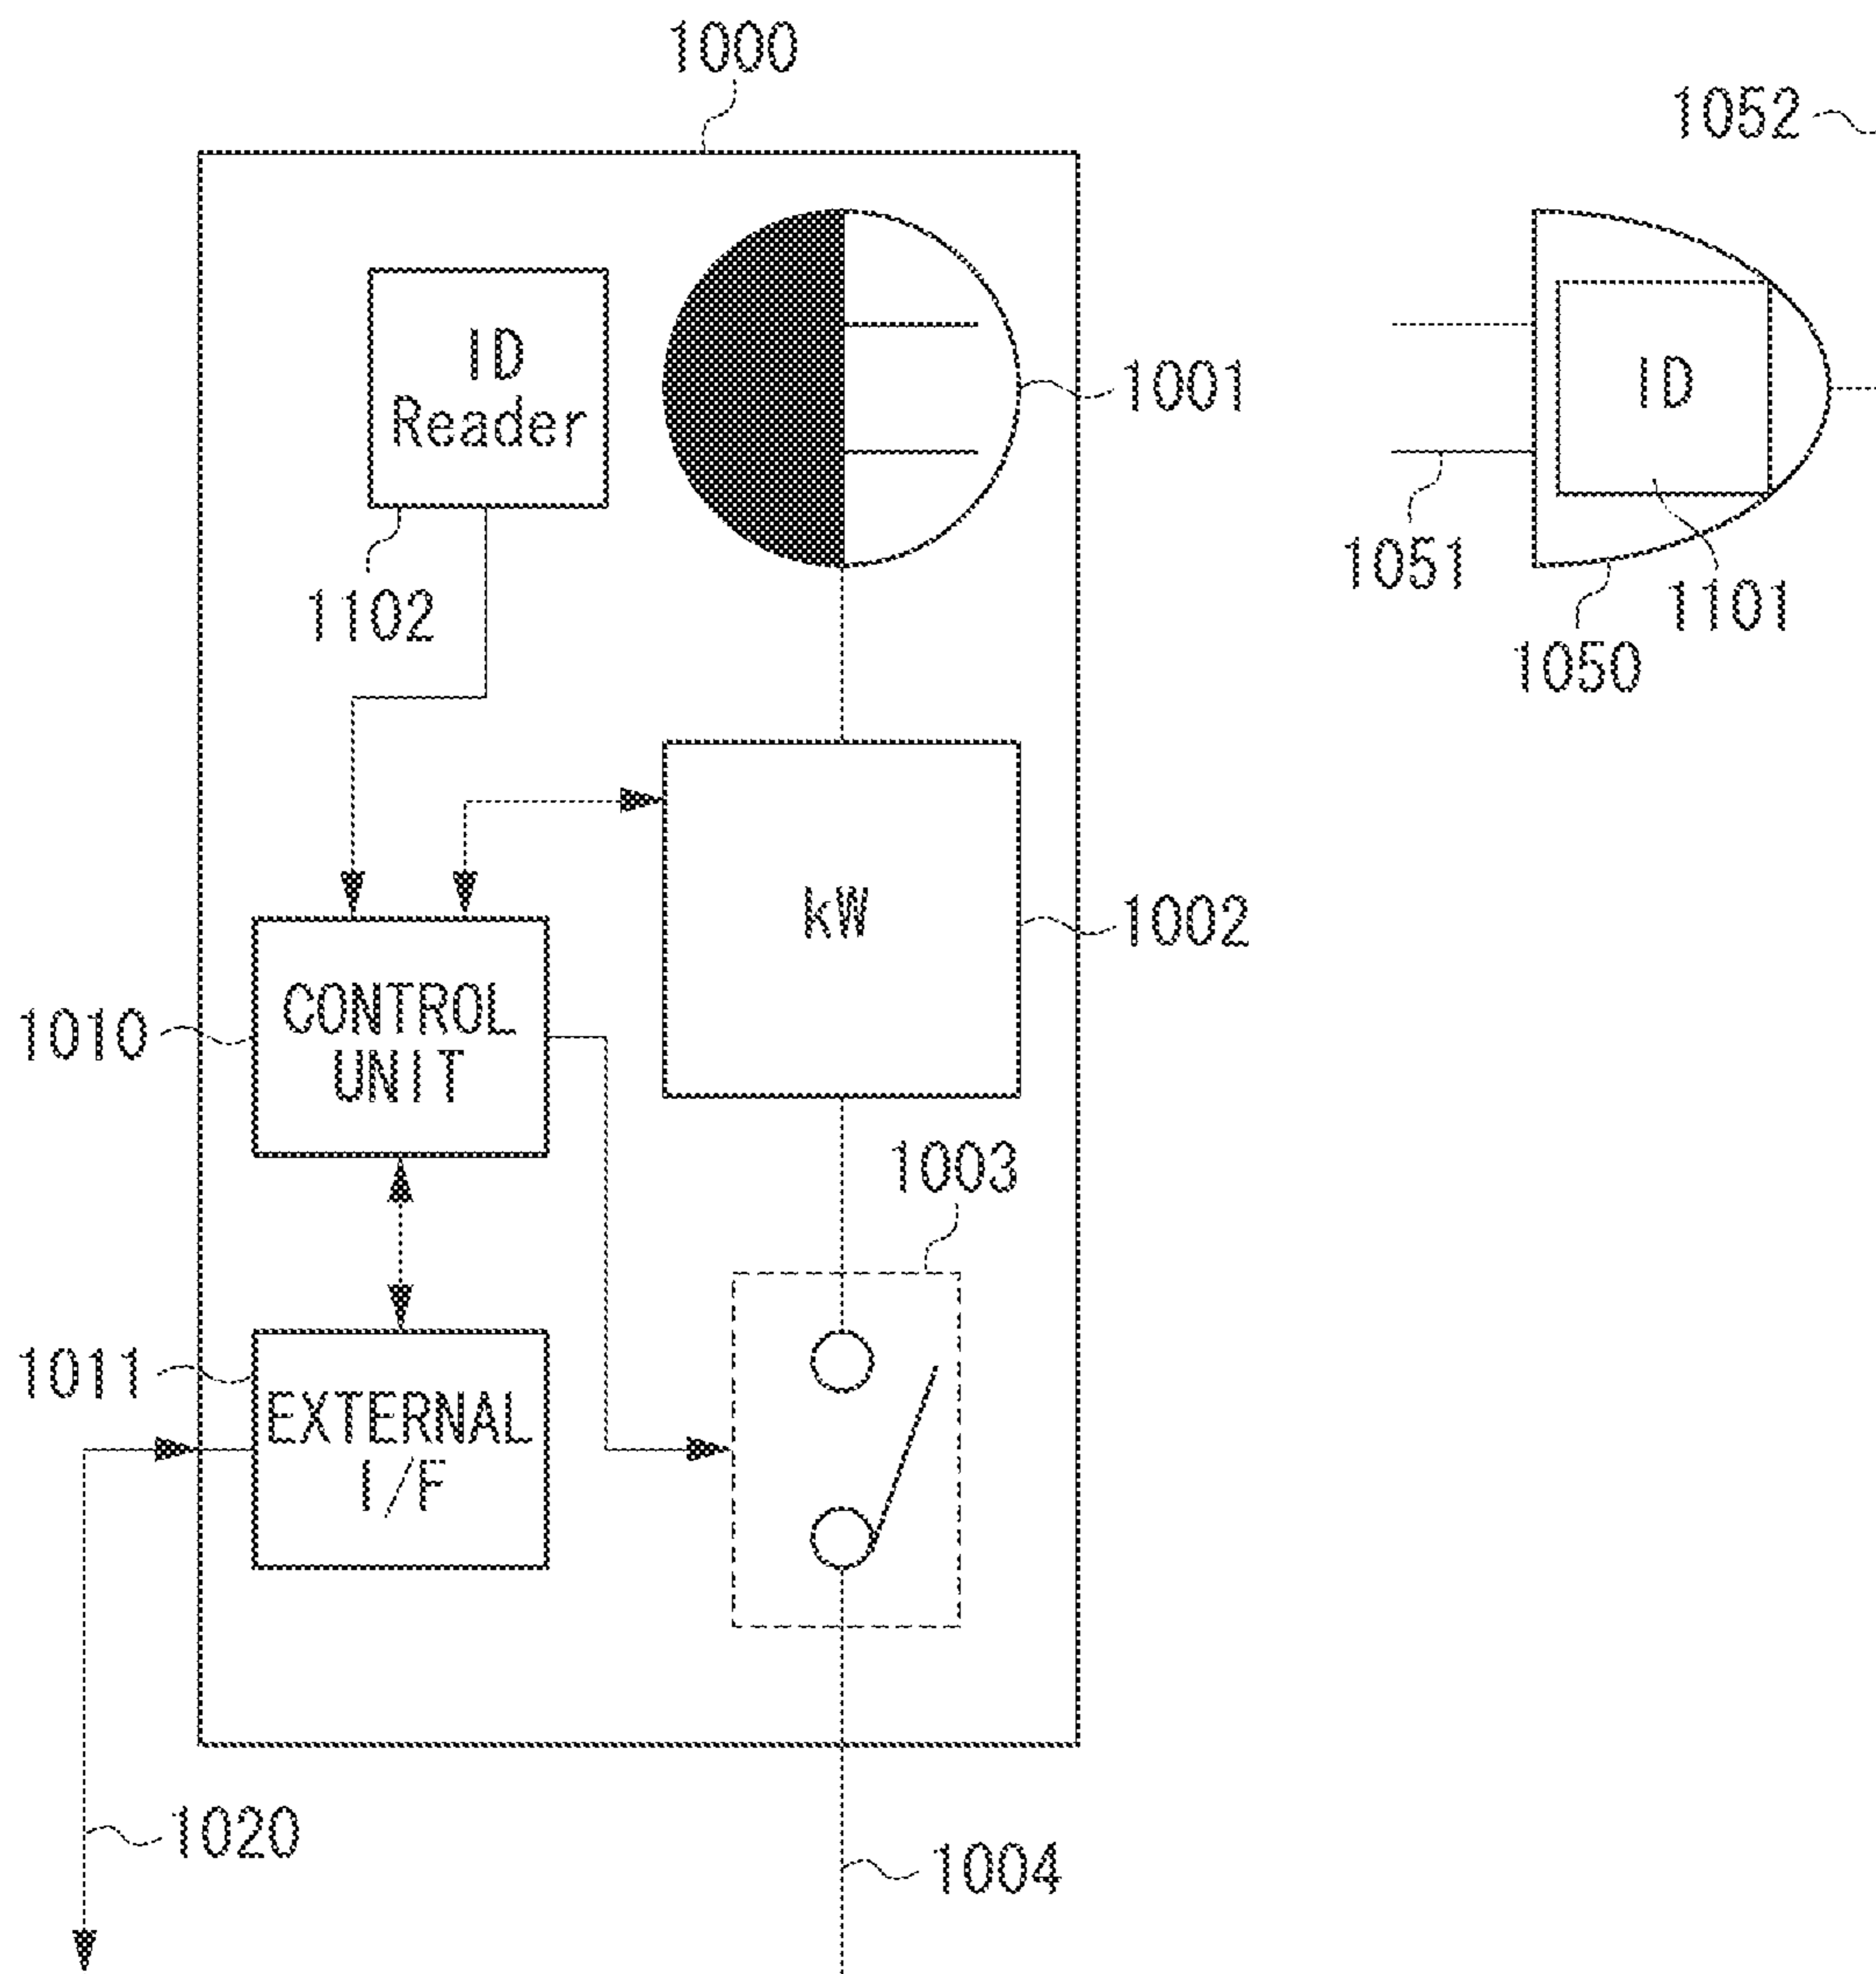 1000
1052
ID
Reader
1001
ID
1102
1051
1101
1050
kW
1002
1010
CONTROL
UNIT
1003
1011
EXTERNAL
I/F
1020
1004